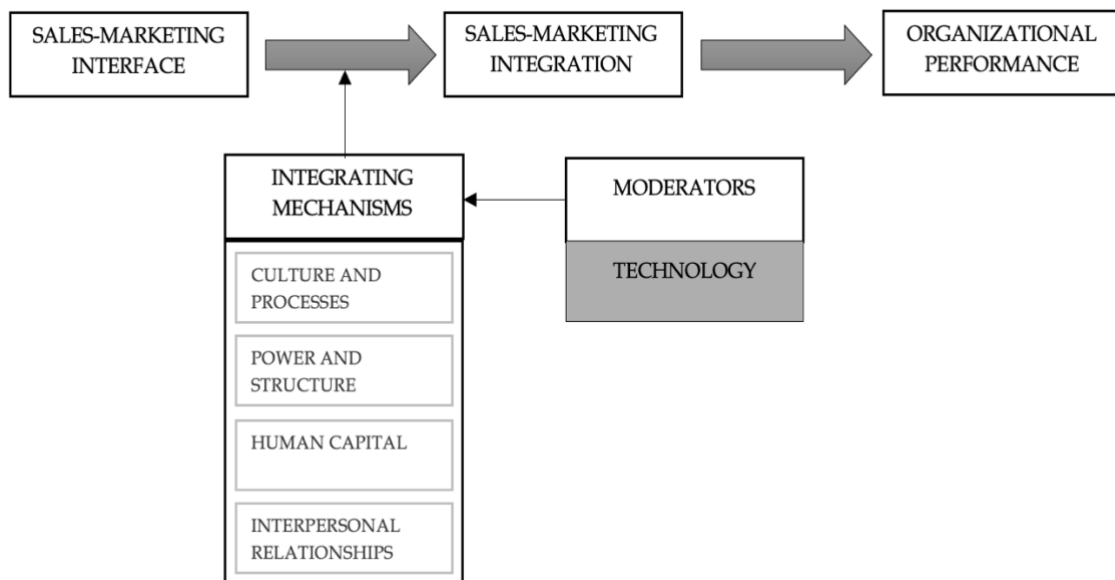 SALES-MARKETING
INTERFACE
SALES-MARKETING
INTEGRATION
ORGANIZATIONAL
PERFORMANCE
INTEGRATING
MECHANISMS
MODERATORS
TECHNOLOGY
CULTURE AND
PROCESSES
POWER AND
STRUCTURE
HUMAN CAPITAL
INTERPERSONAL
RELATIONSHIPS